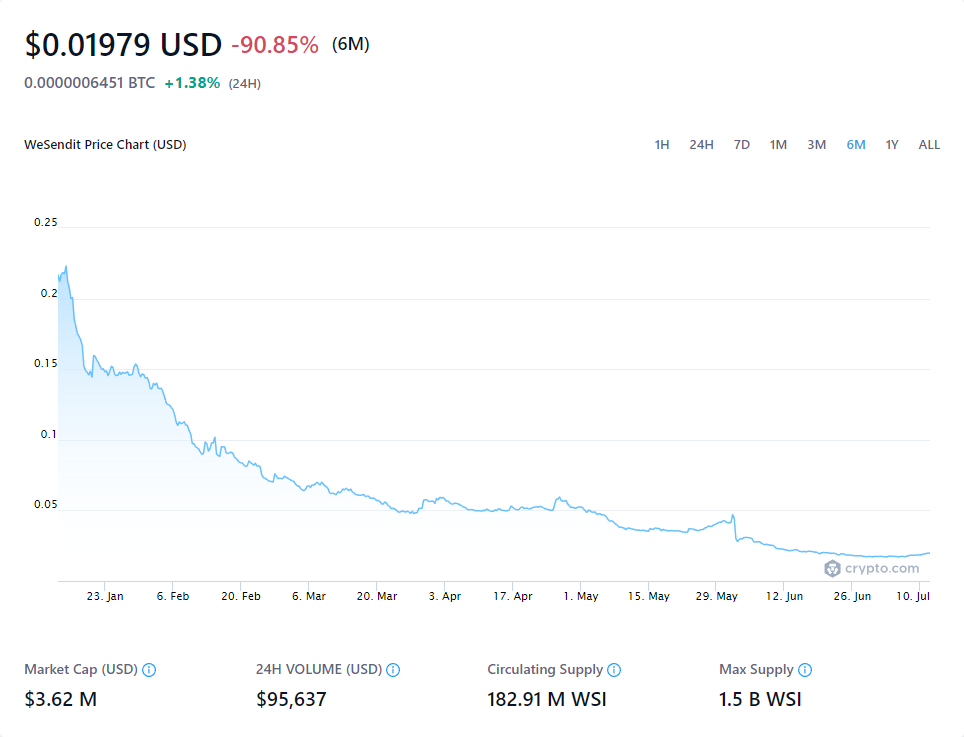 $0.01979 USD -90.85% (6M)
0.0000006451 BTC +1.38% (24H)
WeSendit Price Chart (USD) 1H 24H 7D 1M 3M 6M 1Y ALL
0.25
0.2
0.15
0.1
0.05
crypto.com
23. Jan 6. Feb 20. Feb 6. Mar 20. Mar 3. Apr 17. Apr 1. May 15. May 29. May 12. Jun 26. Jun 10. Jul
Market Cap (USD) 24H VOLUME (USD) Circulating Supply Max Supply
$3.62 M $95,637 182.91 M WSI 1.5 B WSI